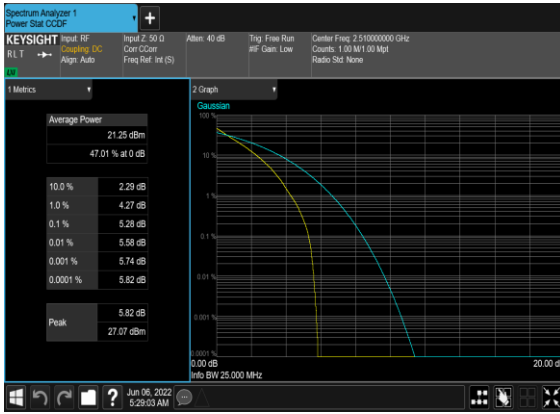 Spectrum Analyzer 1
Power Stat CCDF
KEYSIGHT
RLT
LXI
Input: RF
Coupling: DC
Align: Auto
Input Z: 50 Ω
Corr CCorr
Freq Ref: Int (S)
Atten: 40 dB
Trig: Free Run
#IF Gain: Low
Center Freq: 2.510000000 GHz
Counts: 1.00 M/1.00 Mpt
Radio Std: None
1 Metrics
Average Power
21.25 dBm
47.01 % at 0 dB
10.0 % 2.29 dB
1.0 % 4.27 dB
0.1 % 5.28 dB
0.01 % 5.58 dB
0.001 % 5.74 dB
0.0001 % 5.82 dB
Peak
5.82 dB
27.07 dBm
2 Graph
Gaussian
100 %
10 %
1 %
0.1 %
0.01 %
0.001 %
0.0001 %
0.00 dB
20.00 d
Info BW 25.000 MHz
?
Jun 06, 2022
5:29:03 AM